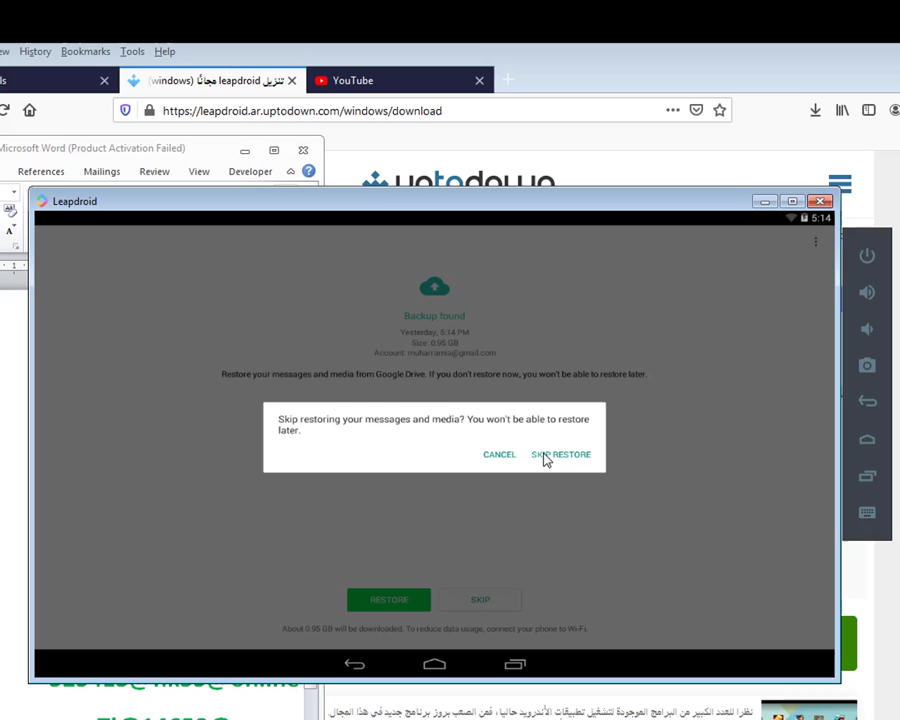 History Bookmarks Tools Help
تنزيل leapdroid مجانًا (windows)
YouTube
https://leapdroid.ar.uptodown.com/windows/download
Microsoft Word (Product Activation Failed)
References Mailings Review View Developer
uptodown
Leapdroid
5:14
Backup found
Yesterday, 5:14 PM
Size: 0.95 GB
Account: muharramia@gmail.com
Restore your messages and media from Google Drive. If you don't restore now, you won't be able to restore later.
Skip restoring your messages and media? You won't be able to restore
later.
CANCEL SKIP RESTORE
RESTORE SKIP
About 0.95 GB will be downloaded. To reduce data usage, connect your phone to Wi-Fi.
نظرا للعدد الكبير من البرامج الموجودة لتشغيل تطبيقات الأندرويد حاليا، فمن الصعب بروز برنامج جديد في هذا المجال.